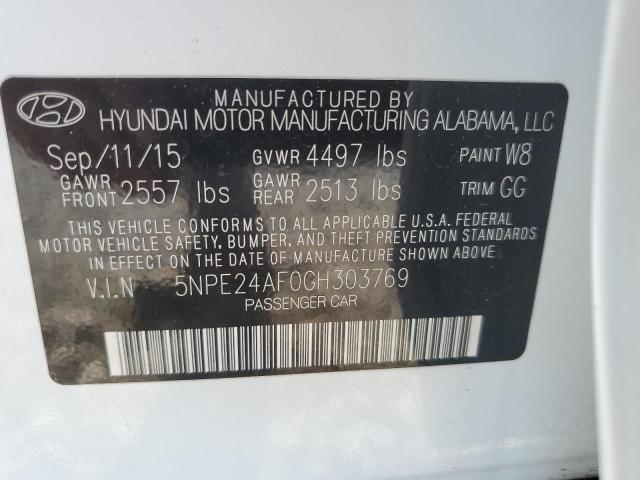 MANUFACTURED BY
HYUNDAI MOTOR MANUFACTURING ALABAMA, LLC
Sep/11/15 GVWR 4497 lbs PAINT W8
GAWR FRONT 2557 lbs GAWR REAR 2513 lbs TRIM GG
THIS VEHICLE CONFORMS TO ALL APPLICABLE U.S.A. FEDERAL
MOTOR VEHICLE SAFETY, BUMPER, AND THEFT PREVENTION
STANDARDS IN EFFECT ON THE DATE OF MANUFACTURE SHOWN ABOVE.
V.I.N 5NPE24AF0GH303769
PASSENGER CAR